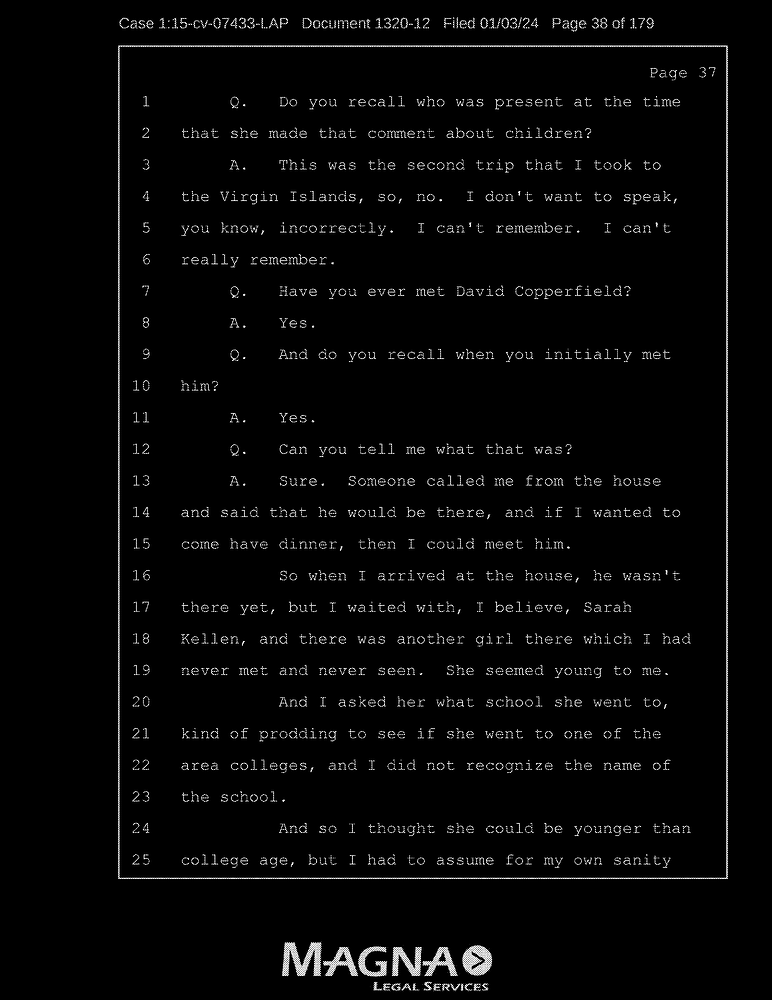 Case 1:15-cv-07433-LAP Document 1320-12 Filed 01/03/24 Page 38 of 179
Page 37
1 Q. Do you recall who was present at the time
2 that she made that comment about children?
3 A. This was the second trip that I took to
4 the Virgin Islands, so, no. I don't want to speak,
5 you know, incorrectly. I can't remember. I can't
6 really remember.
7 Q. Have you ever met David Copperfield?
8 A. Yes.
9 Q. And do you recall when you initially met
10 him?
11 A. Yes.
12 Q. Can you tell me what that was?
13 A. Sure. Someone called me from the house
14 and said that he would be there, and if I wanted to
15 come have dinner, then I could meet him.
16 So when I arrived at the house, he wasn't
17 there yet, but I waited with, I believe, Sarah
18 Kellen, and there was another girl there which I had
19 never met and never seen. She seemed young to me.
20 And I asked her what school she went to,
21 kind of prodding to see if she went to one of the
22 area colleges, and I did not recognize the name of
23 the school.
24 And so I thought she could be younger than
25 college age, but I had to assume for my own sanity
MAGNA
LEGAL SERVICES